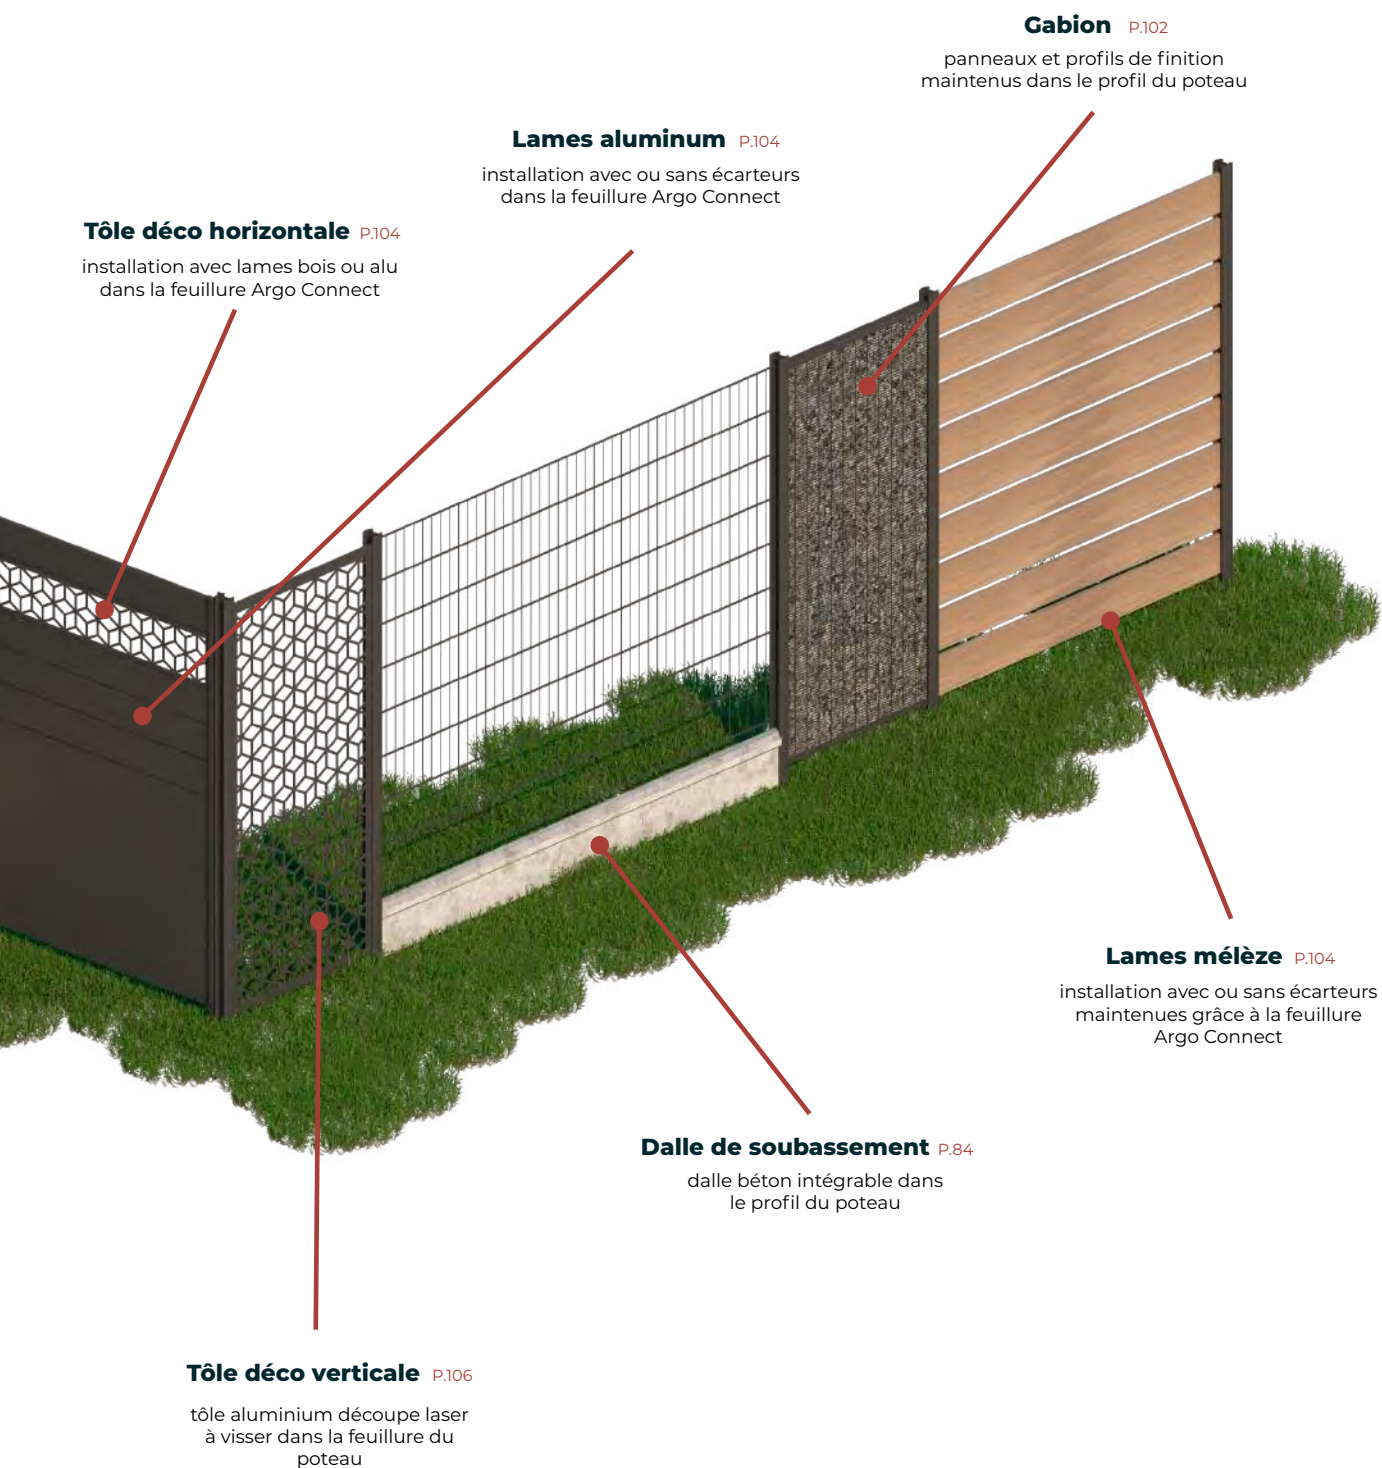 Gabion P.102
panneaux et profils de finition
maintenus dans le profil du poteau
Lames aluminum P.104
installation avec ou sans écarteurs
dans la feuillure Argo Connect
Tôle déco horizontale P.104
installation avec lames bois ou alu
dans la feuillure Argo Connect
Lames mélèze P.104
installation avec ou sans écarteurs
maintenues grâce à la feuillure
Argo Connect
Dalle de soubassement P.84
dalle béton intégrable dans
le profil du poteau
Tôle déco verticale P.106
tôle aluminium découpe laser
à visser dans la feuillure du
poteau